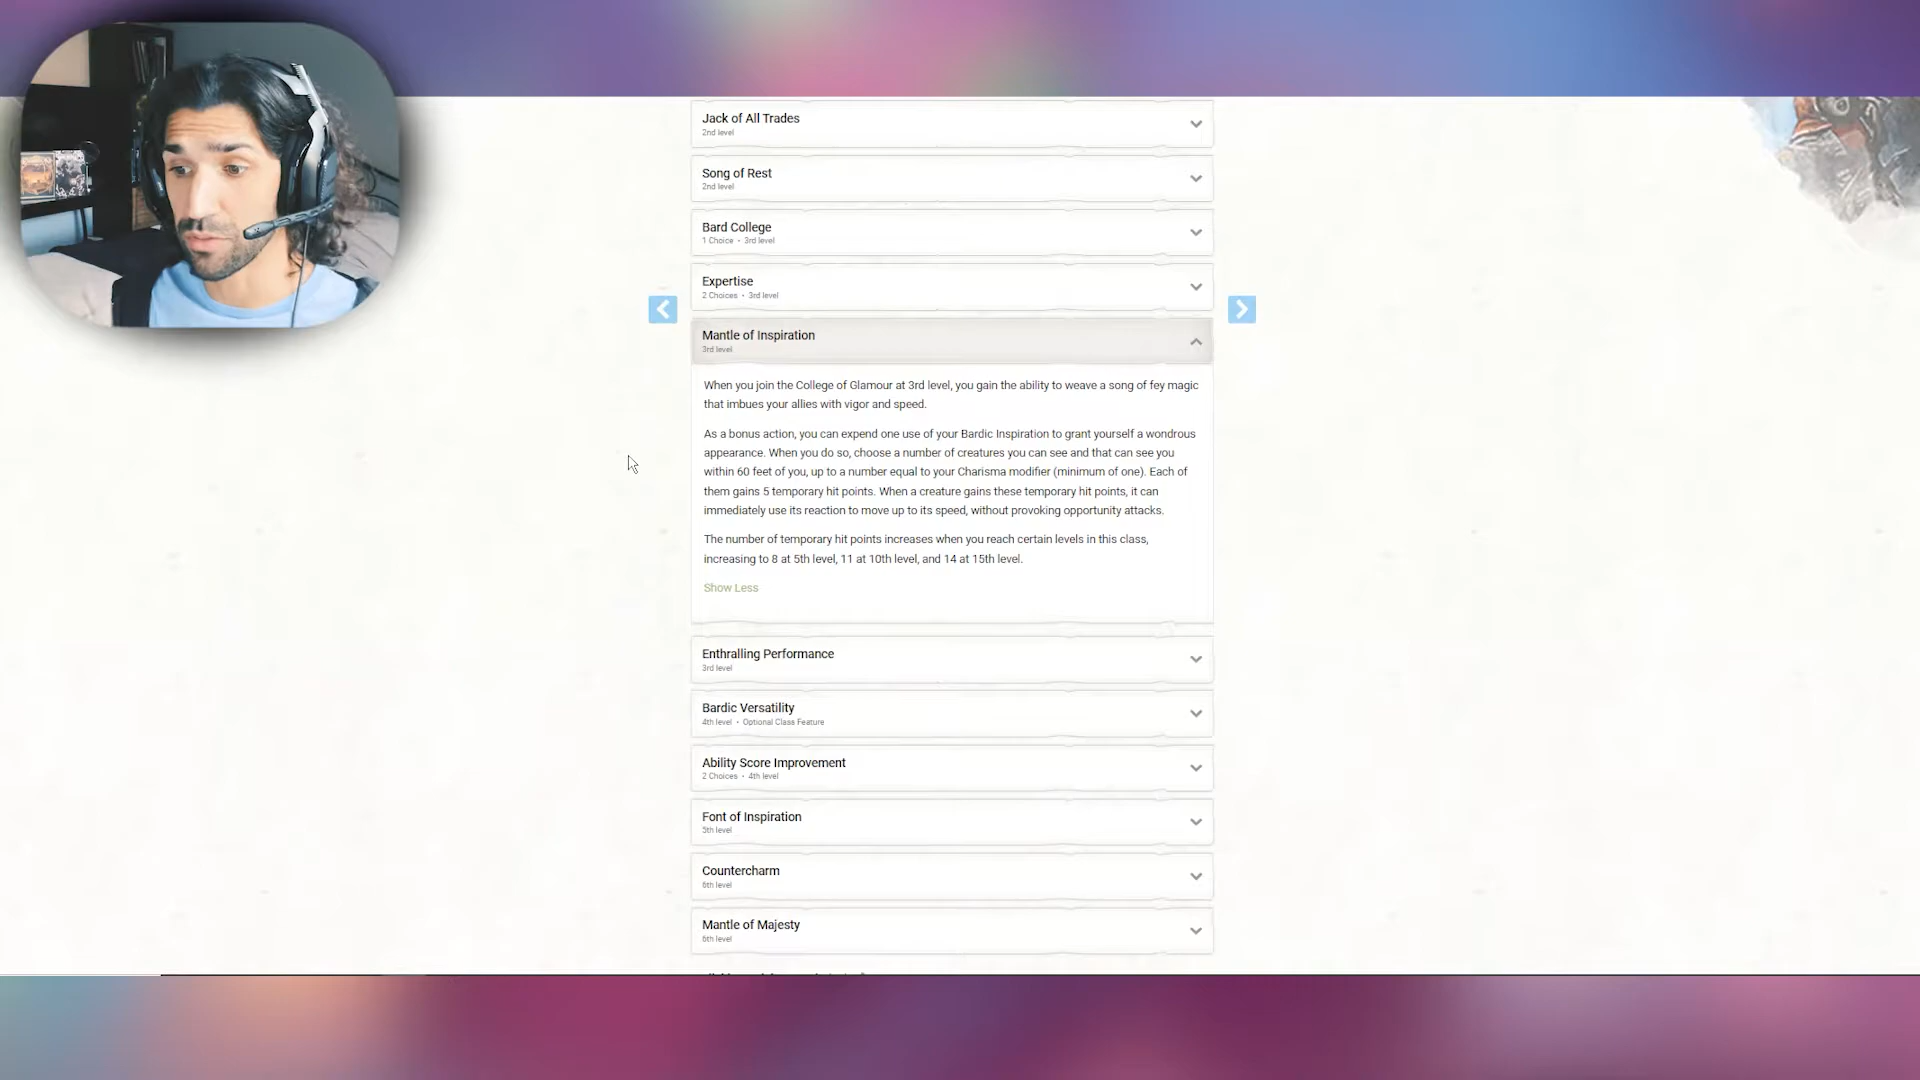 Jack of All Trades
2nd level
Song of Rest
2nd level
Bard College
1 Choice • 3rd level
Expertise
2 Choices • 3rd level
Mantle of Inspiration
3rd level
When you join the College of Glamour at 3rd level, you gain the ability to weave a song of fey magic
that imbues your allies with vigor and speed.
As a bonus action, you can expend one use of your Bardic Inspiration to grant yourself a wondrous
appearance. When you do so, choose a number of creatures you can see and that can see you
within 60 feet of you, up to a number equal to your Charisma modifier (minimum of one). Each of
them gains 5 temporary hit points. When a creature gains these temporary hit points, it can
immediately use its reaction to move up to its speed, without provoking opportunity attacks.
The number of temporary hit points increases when you reach certain levels in this class,
increasing to 8 at 5th level, 11 at 10th level, and 14 at 15th level.
Show Less
Enthralling Performance
3rd level
Bardic Versatility
4th level • Optional Class Feature
Ability Score Improvement
2 Choices • 4th level
Font of Inspiration
5th level
Countercharm
6th level
Mantle of Majesty
6th level